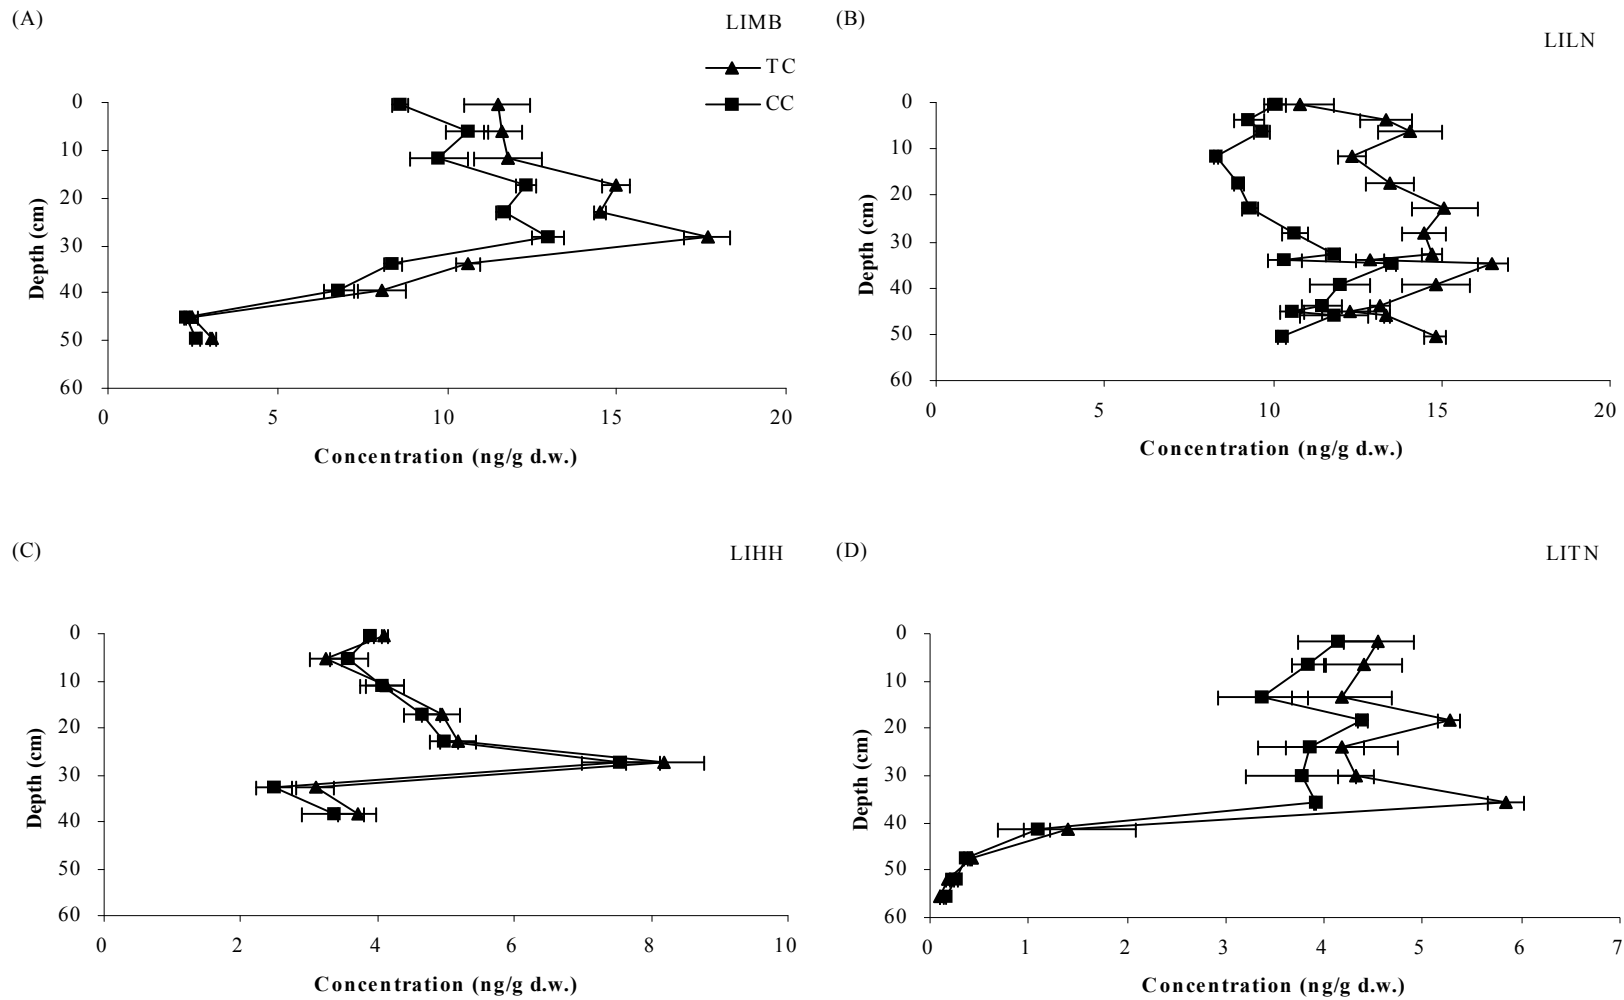 (A)
LIMB
TC
CC
0
10
20
30
40
50
60
Depth (cm)
0 5 10 15 20
Concentration (ng/g d.w.)
(B)
LILN
0
10
20
30
40
50
60
Depth (cm)
0 5 10 15 20
Concentration (ng/g d.w.)
(C)
LIHH
0
10
20
30
40
50
60
Depth (cm)
0 2 4 6 8 10
Concentration (ng/g d.w.)
(D)
LITN
0
10
20
30
40
50
60
Depth (cm)
0 1 2 3 4 5 6 7
Concentration (ng/g d.w.)